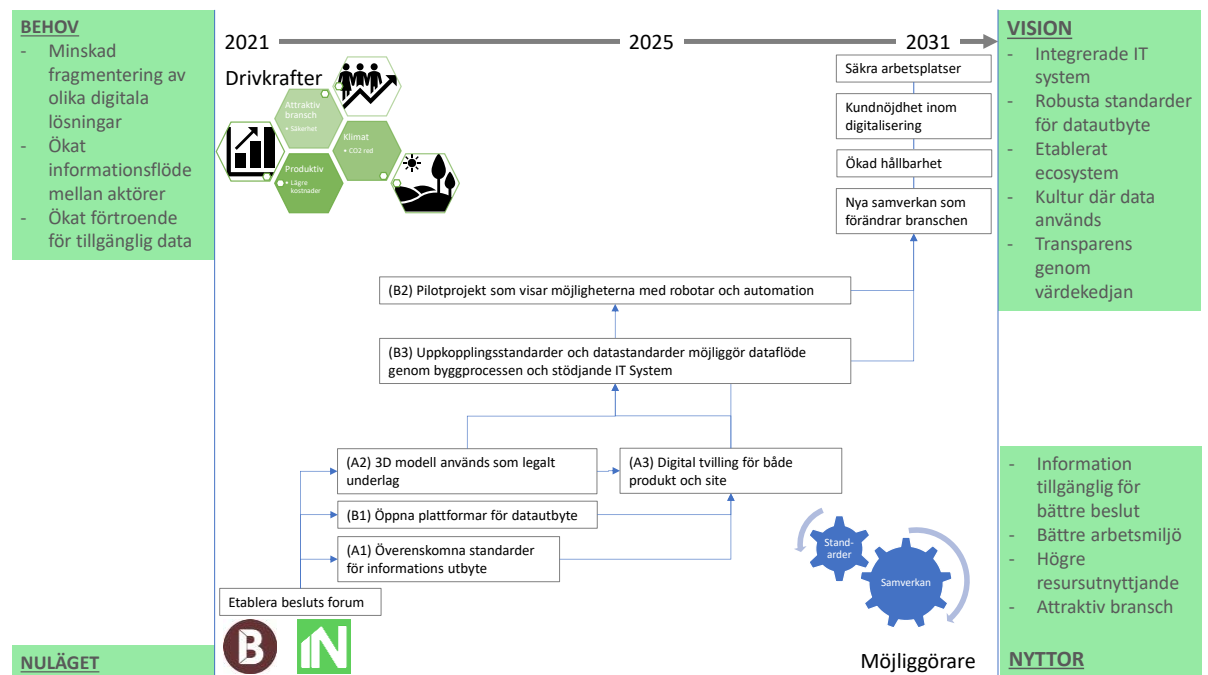 BEHOV
- Minskad
fragmentering av
olika digitala
lösningar
- Ökat
informationsflöde
mellan aktörer
- Ökat förtroende
för tillgänglig data
NULÄGET
2021
2025
2031
Drivkrafter
Attraktiv
bransch
• Säkerhet
Klimat
• CO2 red
Produktiv
• Lägre
kostnader
Säkra arbetsplatser
Kundnöjdhet inom
digitalisering
Ökad hållbarhet
Nya samverkan som
förändrar branschen
(B2) Pilotprojekt som visar möjligheterna med robotar och automation
(B3) Uppkopplingsstandarder och datastandarder möjliggör dataflöde
genom byggprocessen och stödjande IT System
(A2) 3D modell används som legalt
underlag
(A3) Digital tvilling för både
produkt och site
(B1) Öppna plattformar för datautbyte
(A1) Överenskomna standarder
för informations utbyte
Etablera besluts forum
B
IN
Stand-
arder
Samverkan
Möjliggörare
VISION
- Integrerade IT
system
- Robusta standarder
för datautbyte
- Etablerat
ecosystem
- Kultur där data
används
- Transparens
genom
värdekedjan
- Information
tillgänglig för
bättre beslut
- Bättre arbetsmiljö
- Högre
resursutnyttjande
- Attraktiv bransch
NYTTOR